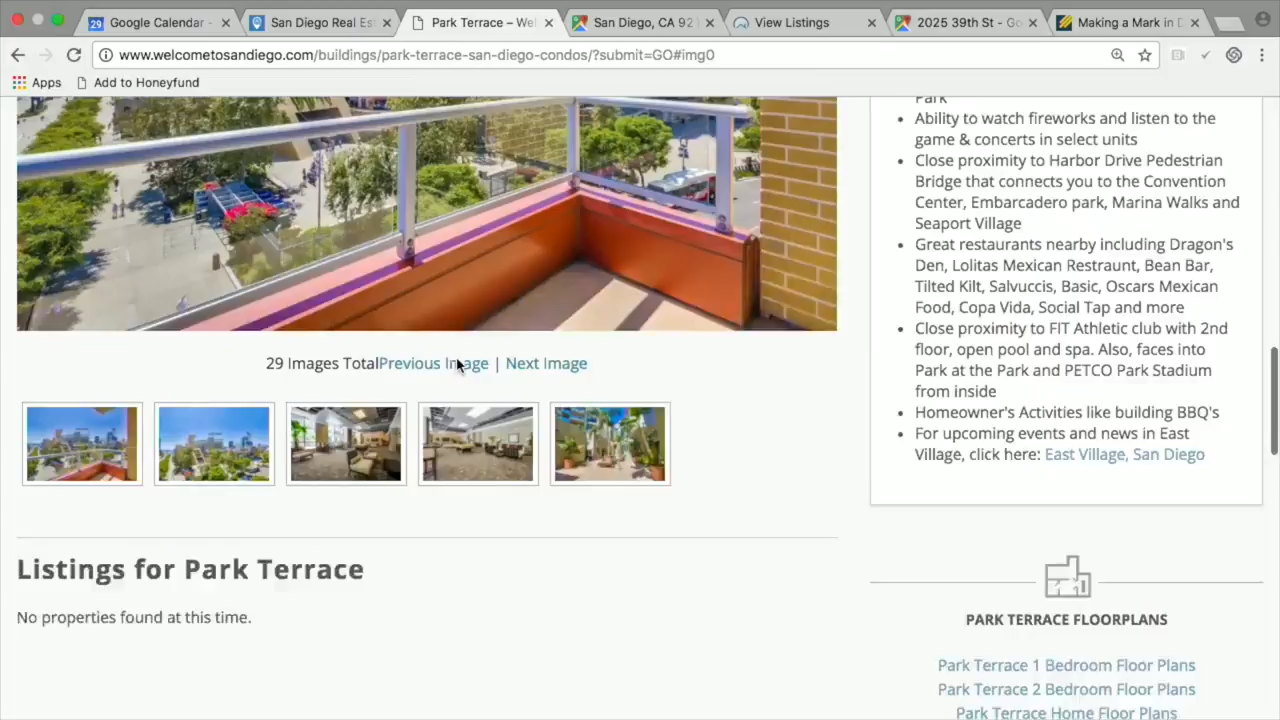 29
Google Calendar -
San Diego Real Es
Park Terrace – Wel
San Diego, CA 92
View Listings
2025 39th St - Go
Making a Mark in D
www.welcometosandiego.com/buildings/park-terrace-san-diego-condos/?submit=GO#img0
Apps
Add to Honeyfund
Park
• Ability to watch fireworks and listen to the
game & concerts in select units
• Close proximity to Harbor Drive Pedestrian
Bridge that connects you to the Convention
Center, Embarcadero park, Marina Walks and
Seaport Village
• Great restaurants nearby including Dragon's
Den, Lolitas Mexican Restraunt, Bean Bar,
Tilted Kilt, Salvuccis, Basic, Oscars Mexican
Food, Copa Vida, Social Tap and more
• Close proximity to FIT Athletic club with 2nd
floor, open pool and spa. Also, faces into
Park at the Park and PETCO Park Stadium
from inside
• Homeowner's Activities like building BBQ's
• For upcoming events and news in East
Village, click here: East Village, San Diego
29 Images TotalPrevious Image | Next Image
Listings for Park Terrace
No properties found at this time.
PARK TERRACE FLOORPLANS
Park Terrace 1 Bedroom Floor Plans
Park Terrace 2 Bedroom Floor Plans
Park Terrace Home Floor Plans